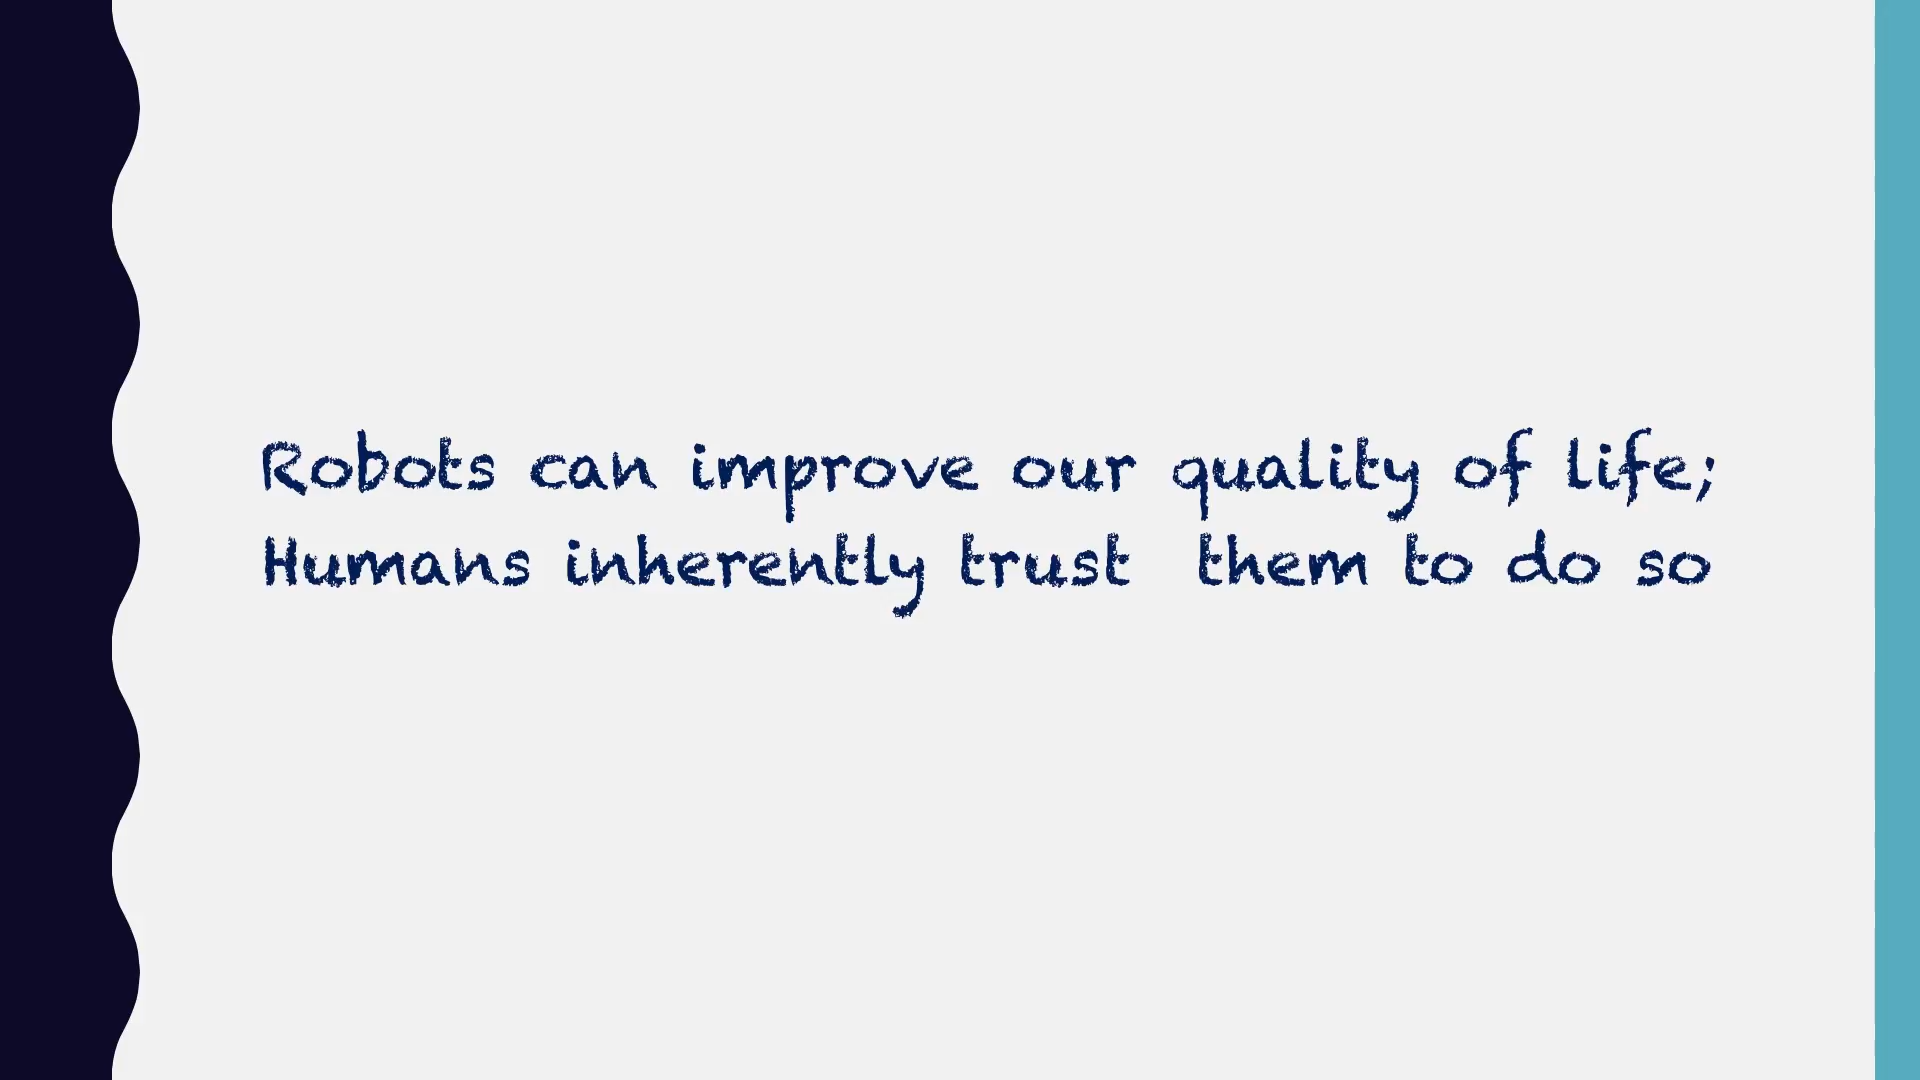 Robots can improve our quality of life;
Humans inherently trust  them to do so